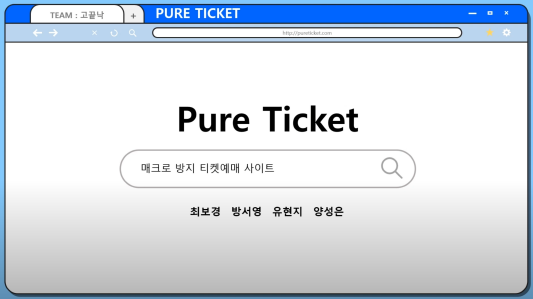 TEAM : 고끝낙
+
PURE TICKET
http://pureticket.com
Pure Ticket
매크로 방지 티켓예매 사이트
최보경 방서영 유현지 양성은